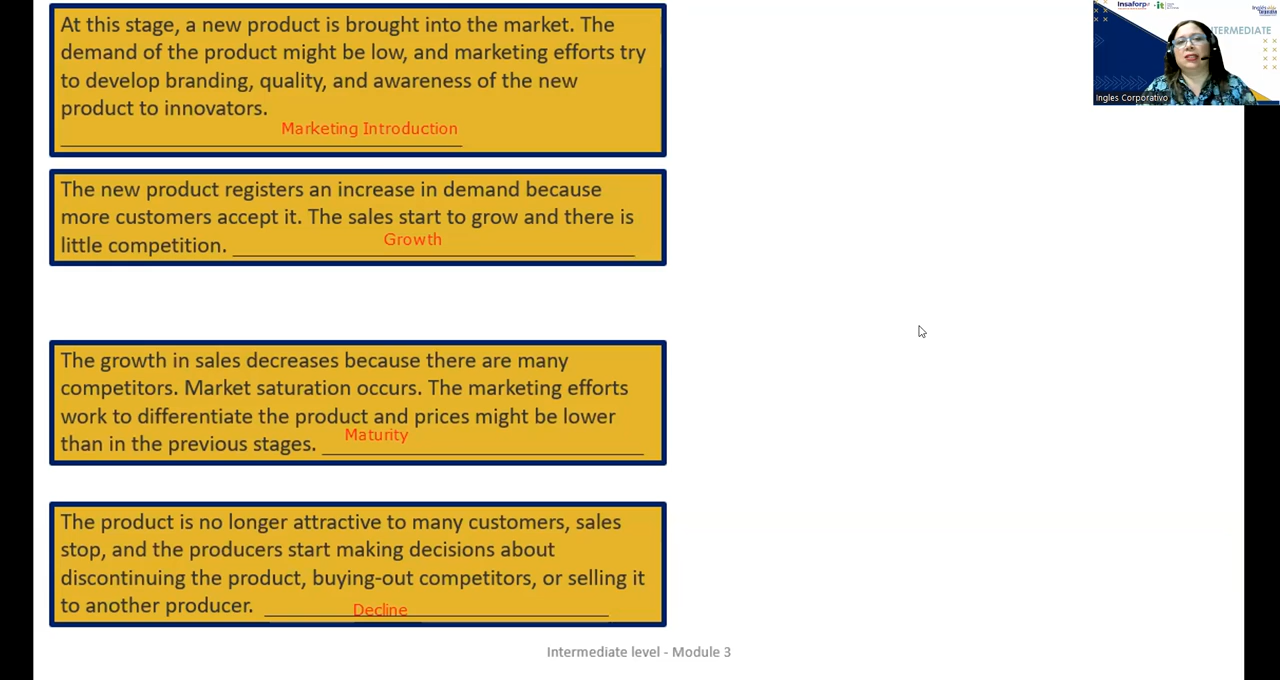 At this stage, a new product is brought into the market. The
demand of the product might be low, and marketing efforts try
to develop branding, quality, and awareness of the new
product to innovators.
Marketing Introduction
The new product registers an increase in demand because
more customers accept it. The sales start to grow and there is
little competition. Growth
The growth in sales decreases because there are many
competitors. Market saturation occurs. The marketing efforts
work to differentiate the product and prices might be lower
than in the previous stages. Maturity
The product is no longer attractive to many customers, sales
stop, and the producers start making decisions about
discontinuing the product, buying-out competitors, or selling it
to another producer. Decline
Intermediate level - Module 3
Insaforp
it
TERMEDIATE
Ingles Corporativo